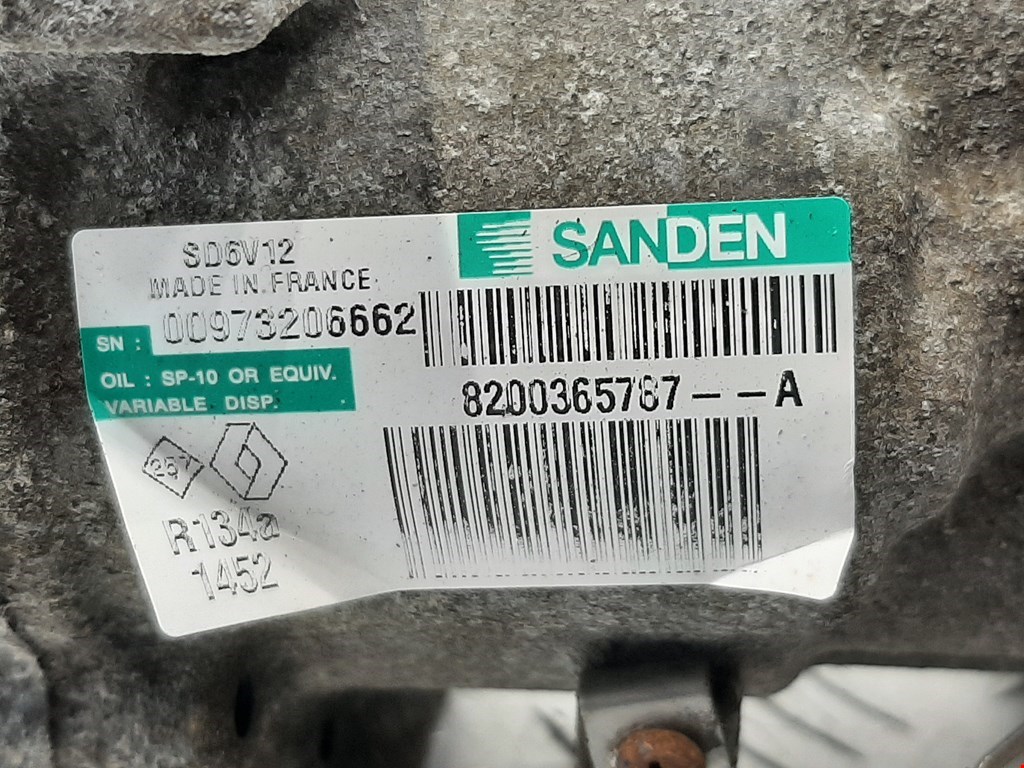 SD6V12
MADE IN FRANCE
SANDEN
SN : 00973206662
OIL : SP-10 OR EQUIV.
VARIABLE DISP.
8200365787--A
257
R134a
1452